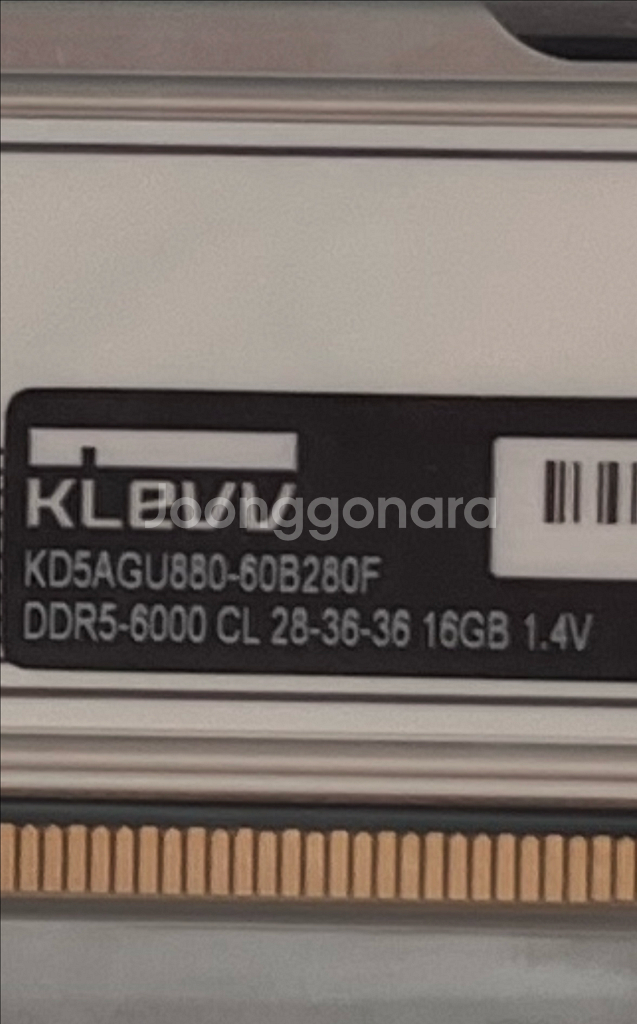 KLEVV
Joonggonara
KD5AGU880-60B280F
DDR5-6000 CL 28-36-36 16GB 1.4V